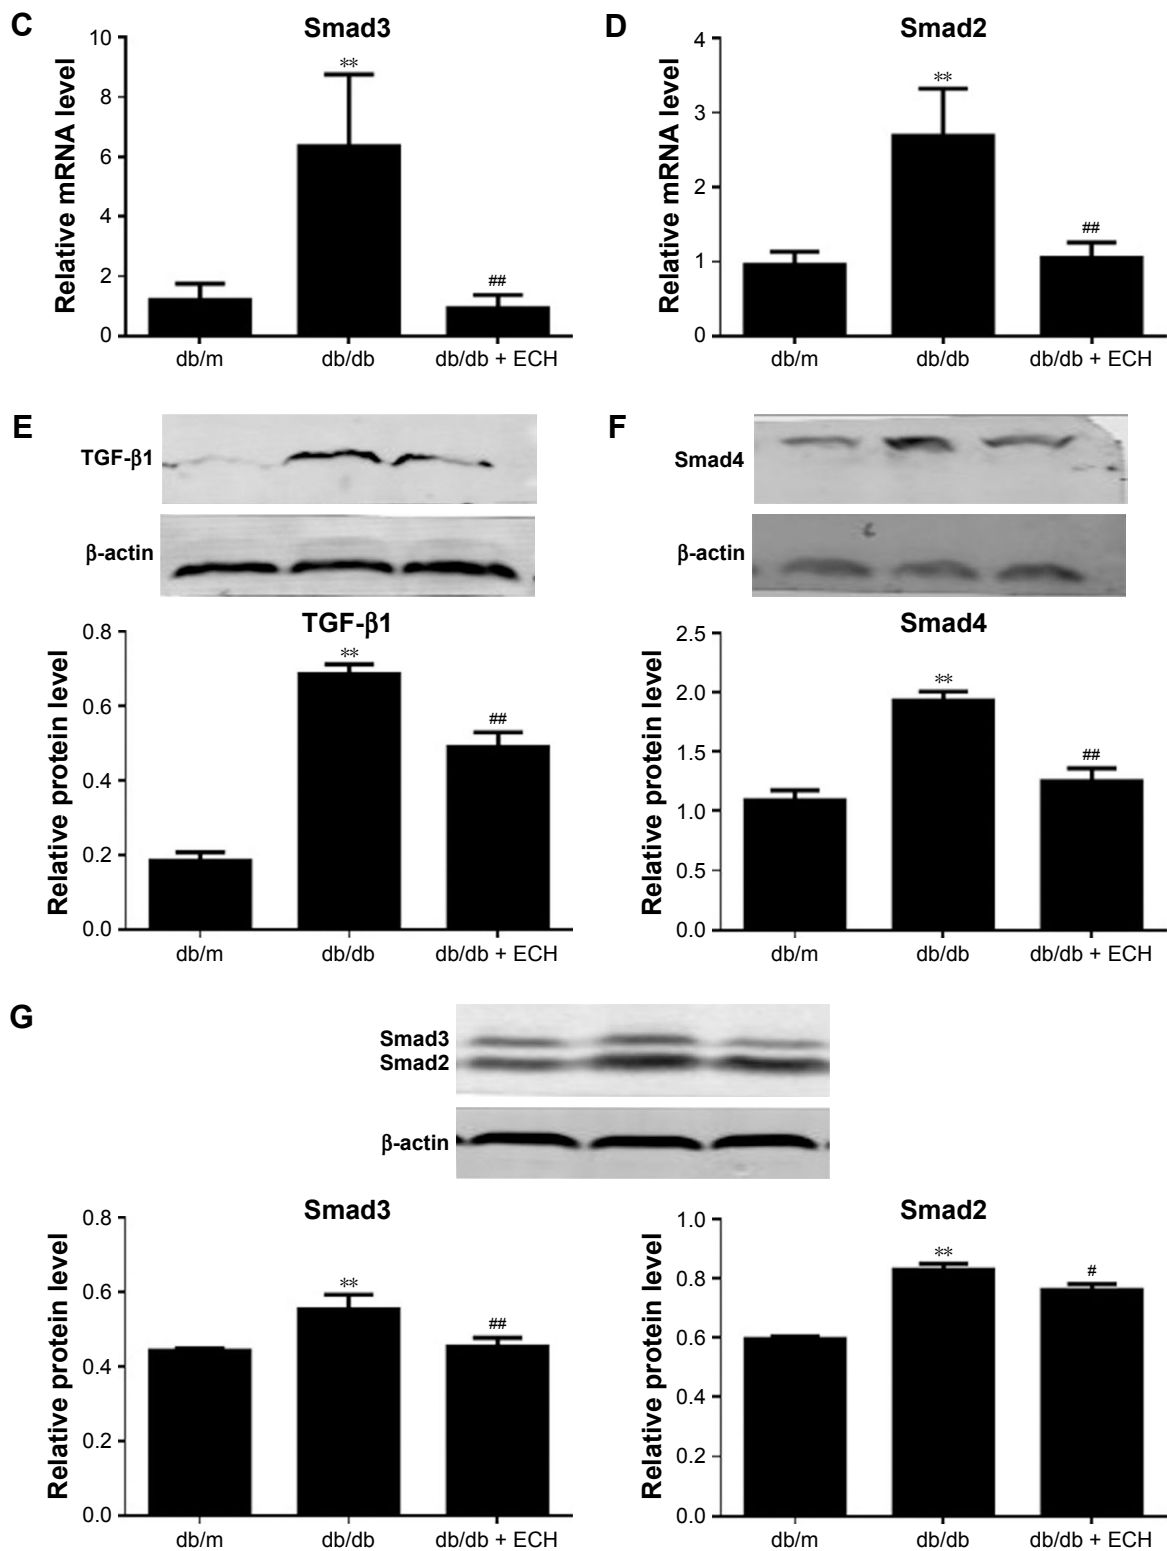 C
Smad3
Relative mRNA level
10
8
6
4
2
0
**
##
db/m
db/db
db/db + ECH
D
Smad2
Relative mRNA level
4
3
2
1
0
**
##
db/m
db/db
db/db + ECH
E
TGF-β1
β-actin
TGF-β1
Relative protein level
0.8
0.6
0.4
0.2
0.0
**
##
db/m
db/db
db/db + ECH
F
Smad4
β-actin
Smad4
Relative protein level
2.5
2.0
1.5
1.0
0.5
0.0
**
##
db/m
db/db
db/db + ECH
G
Smad3
Smad2
β-actin
Smad3
Relative protein level
0.8
0.6
0.4
0.2
0.0
**
##
db/m
db/db
db/db + ECH
Smad2
Relative protein level
1.0
0.8
0.6
0.4
0.2
0.0
**
#
db/m
db/db
db/db + ECH